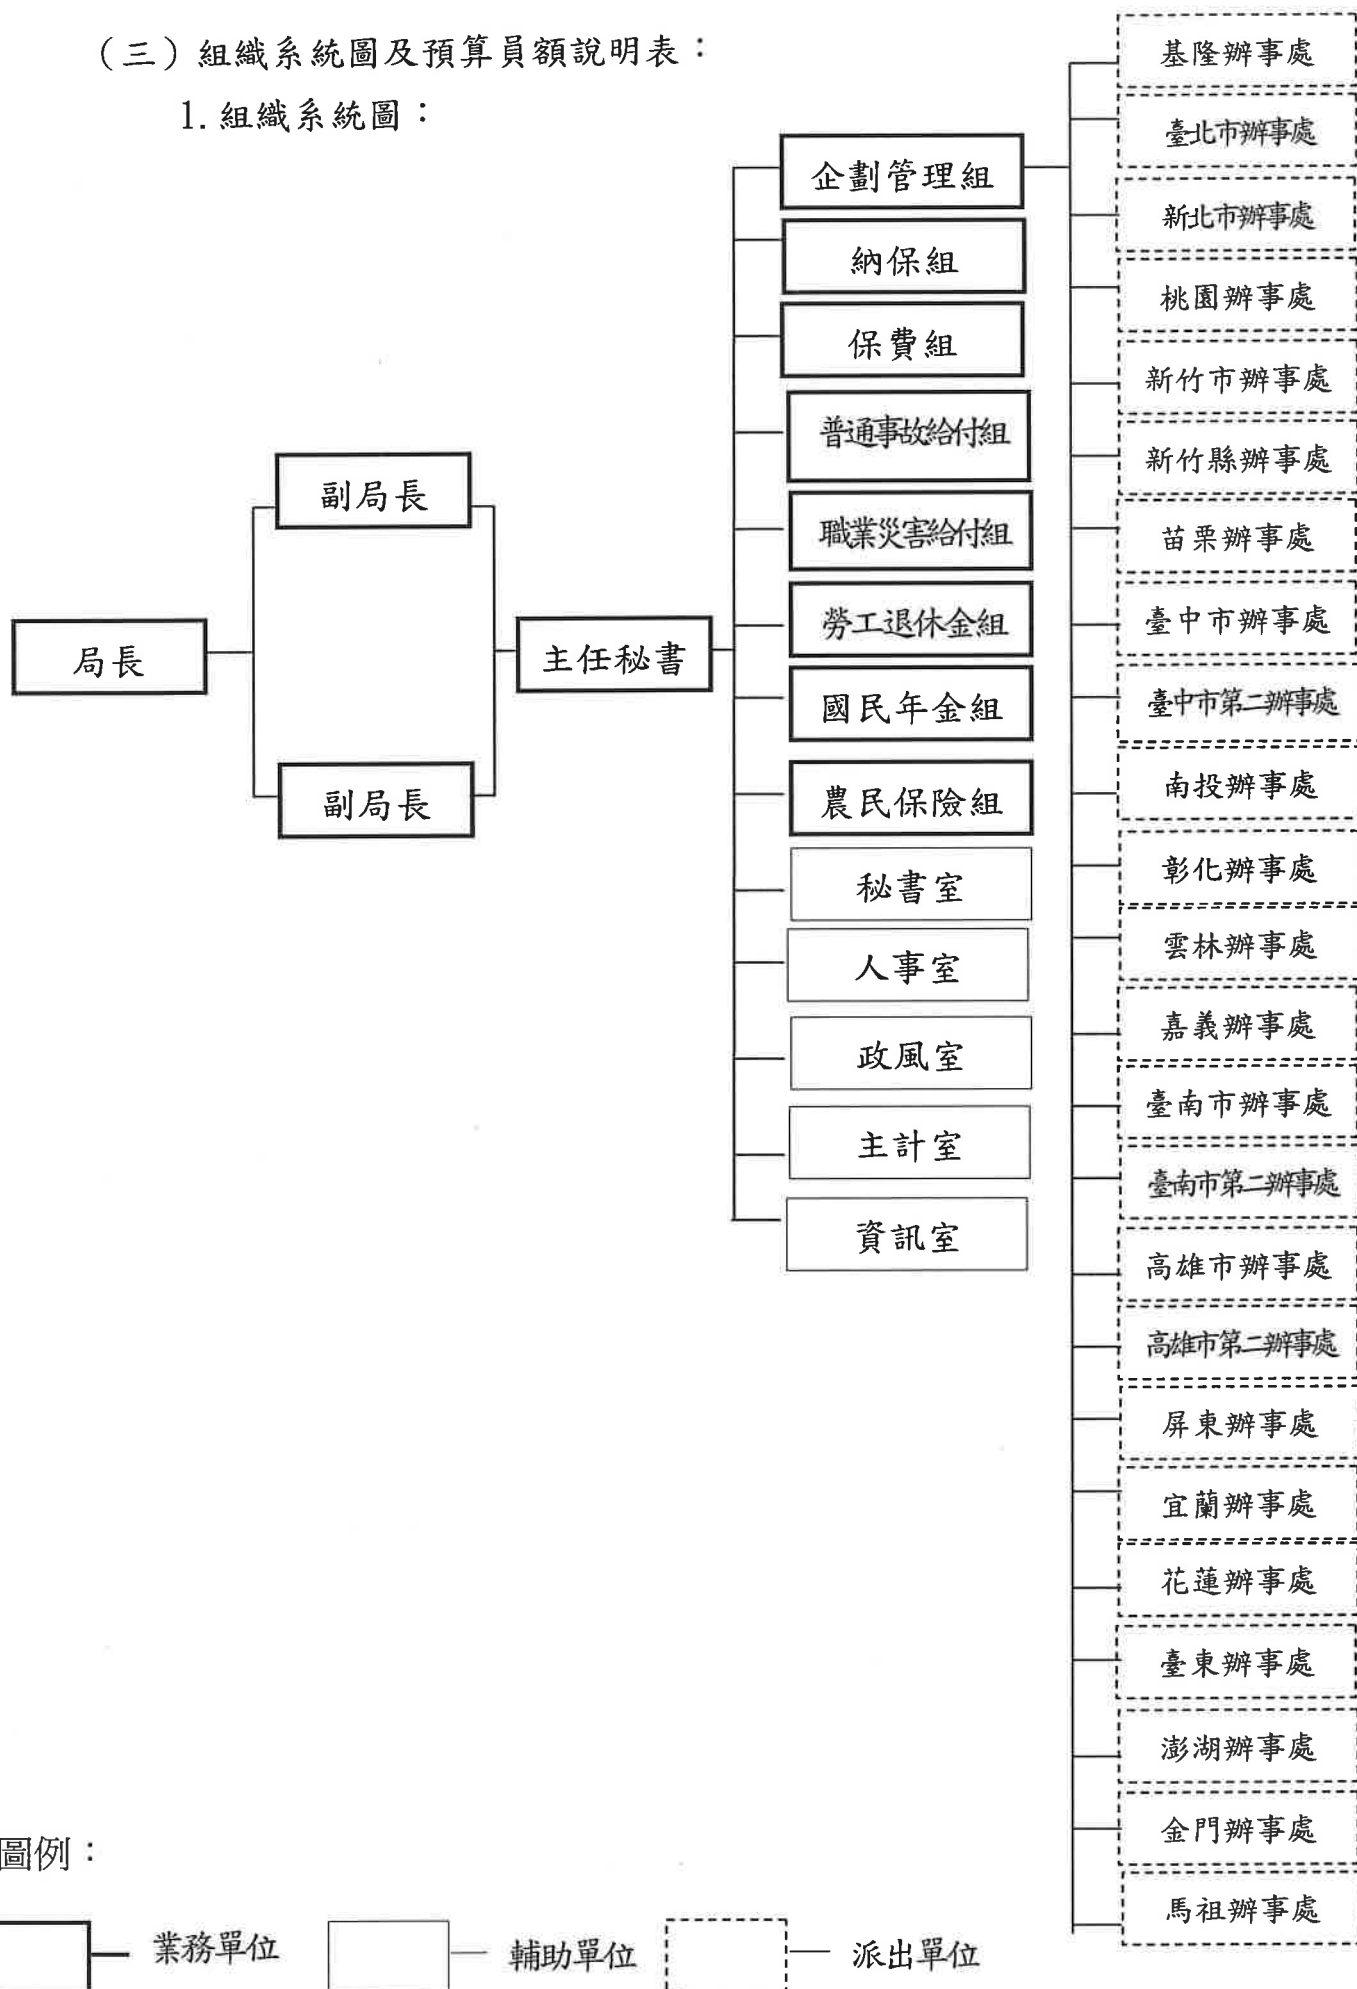 （三）組織系統圖及預算員額說明表：
1.組織系統圖：
局長
副局長
副局長
主任秘書
企劃管理組
納保組
保費組
普通事故給付組
職業災害給付組
勞工退休金組
國民年金組
農民保險組
秘書室
人事室
政風室
主計室
資訊室
基隆辦事處
臺北市辦事處
新北市辦事處
桃園辦事處
新竹市辦事處
新竹縣辦事處
苗栗辦事處
臺中市辦事處
臺中市第二辦事處
南投辦事處
彰化辦事處
雲林辦事處
嘉義辦事處
臺南市辦事處
臺南市第二辦事處
高雄市辦事處
高雄市第二辦事處
屏東辦事處
宜蘭辦事處
花蓮辦事處
臺東辦事處
澎湖辦事處
金門辦事處
馬祖辦事處
圖例：
業務單位
輔助單位
派出單位